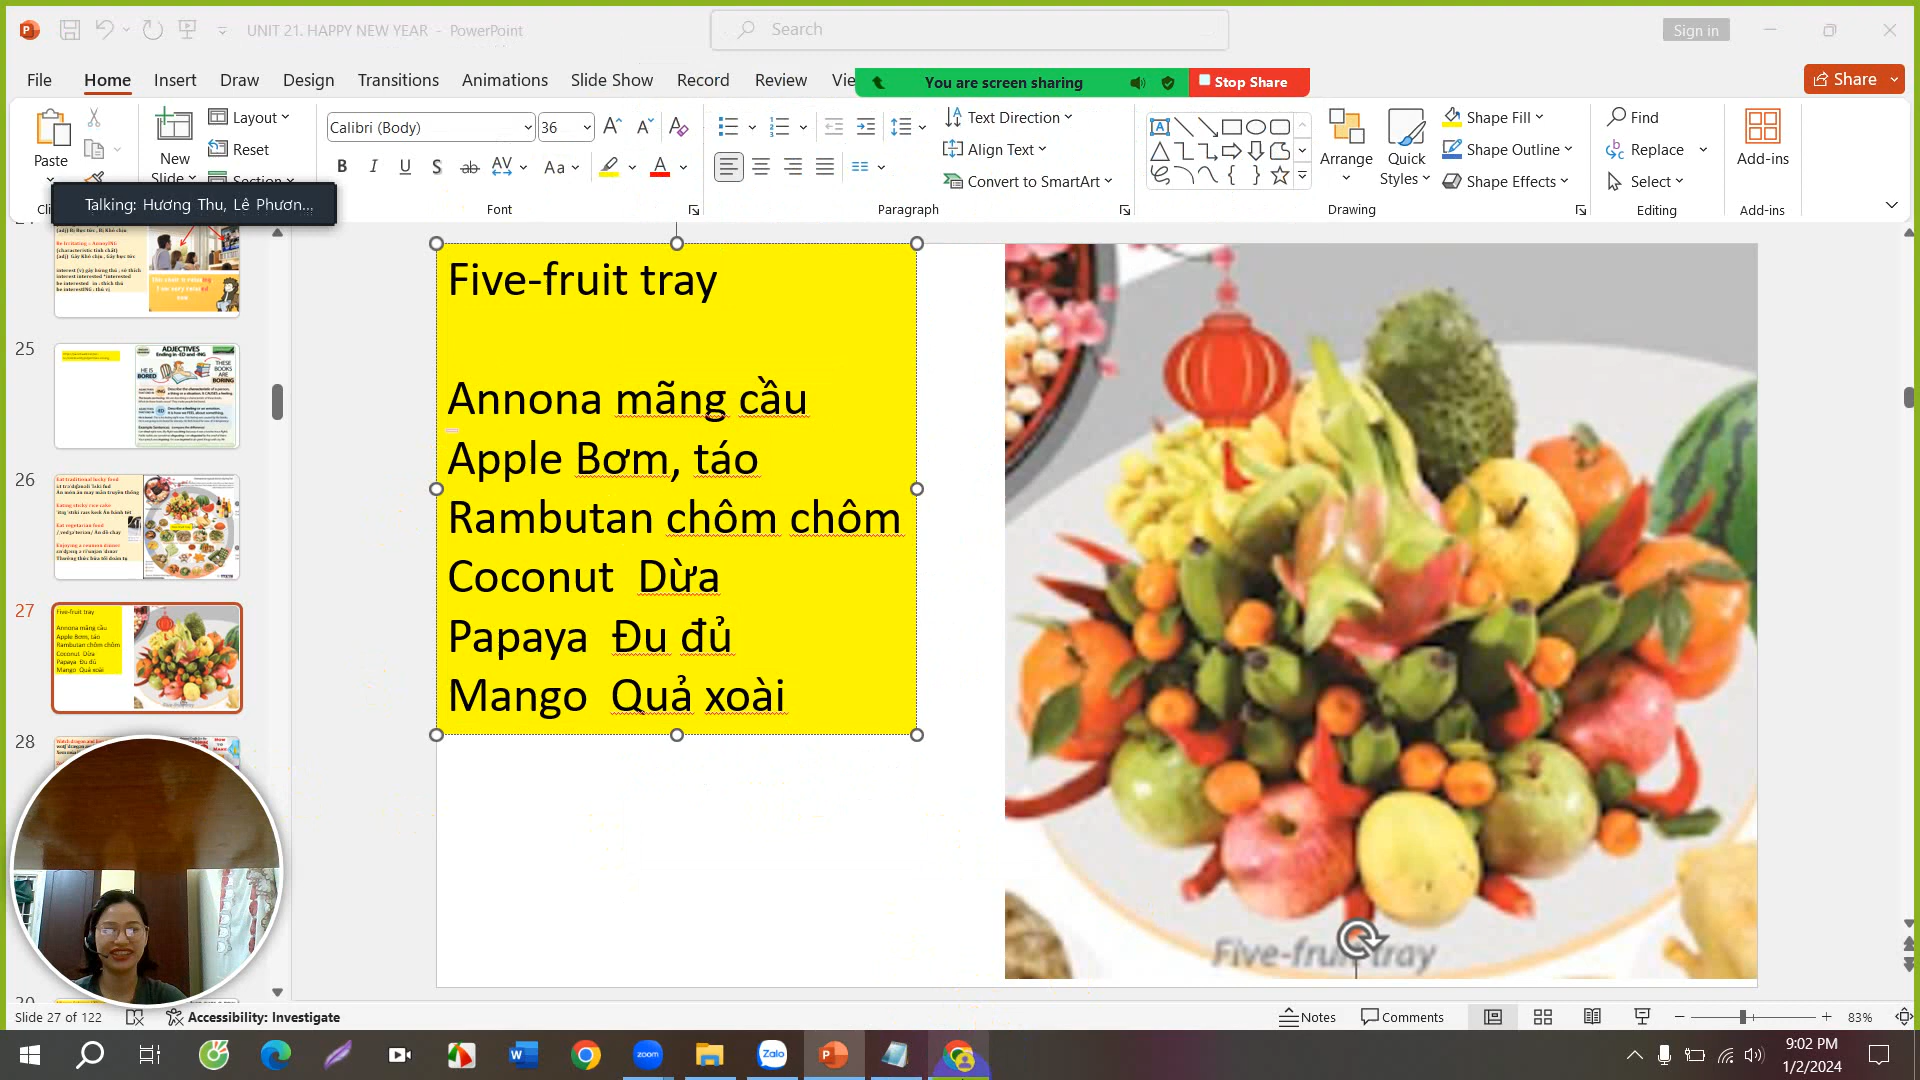 UNIT 21. HAPPY NEW YEAR - PowerPoint
Search
Sign in
File Home Insert Draw Design Transitions Animations Slide Show Record Review Vie
You are screen sharing
Stop Share
Share
Paste
New
Slide
Layout
Reset
Section
Calibri (Body)
36
Text Direction
Align Text
Convert to SmartArt
Arrange
Quick
Styles
Shape Fill
Shape Outline
Shape Effects
Find
Replace
Select
Add-ins
Talking: Hương Thu, Lê Phươn...
Font
Paragraph
Drawing
Editing
Add-ins
25
26
27
28
Five-fruit tray
Annona mãng cầu
Apple Bơm, táo
Rambutan chôm chôm
Coconut Dừa
Papaya Đu đủ
Mango Quả xoài
Five-fruit tray
Slide 27 of 122
Accessibility: Investigate
Notes
Comments
83%
9:02 PM
1/2/2024